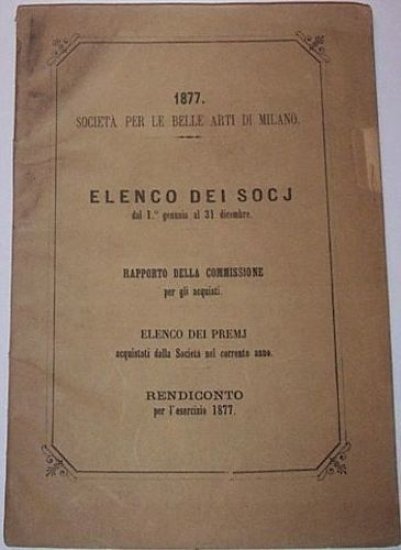 1877.
SOCIETÀ PER LE BELLE ARTI DI MILANO.
ELENCO DEI SOCJ
dal 1.º gennaio al 31 dicembre.
RAPPORTO DELLA COMMISSIONE
per gli acquisti.
ELENCO DEI PREMJ
acquistati dalla Società nel corrente anno.
RENDICONTO
per l'esercizio 1877.